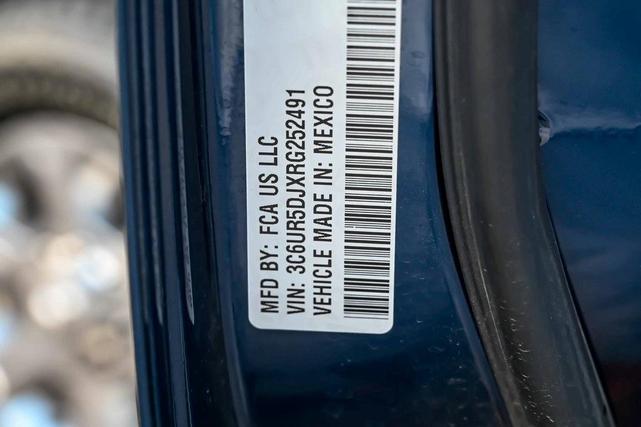 MFD BY: FCA US LLC
VIN: 3C6UR5DJXRG252491
VEHICLE MADE IN: MEXICO